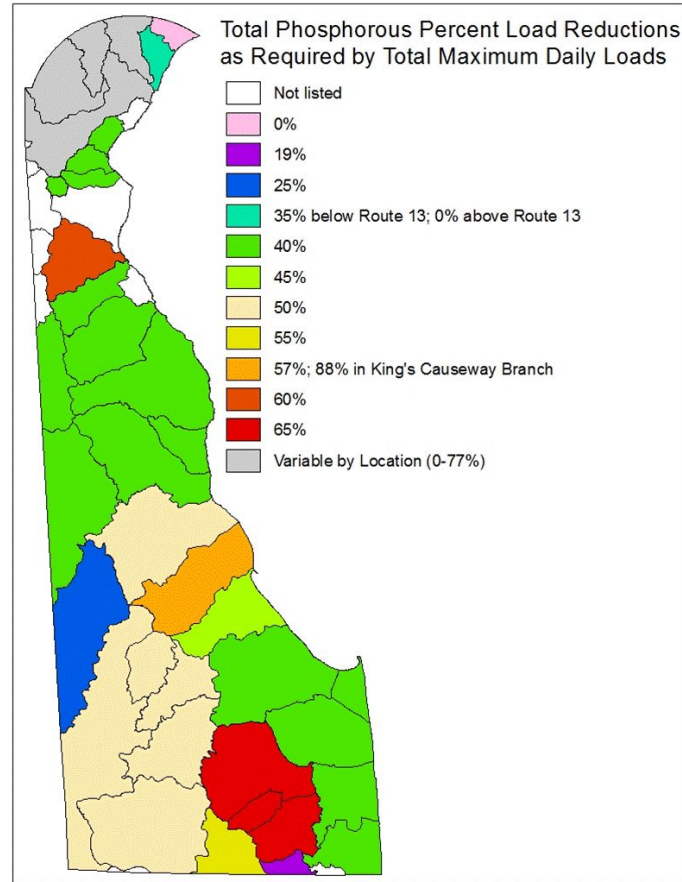 Total Phosphorous Percent Load Reductions
as Required by Total Maximum Daily Loads
Not listed
0%
19%
25%
35% below Route 13; 0% above Route 13
40%
45%
50%
55%
57%; 88% in King's Causeway Branch
60%
65%
Variable by Location (0-77%)